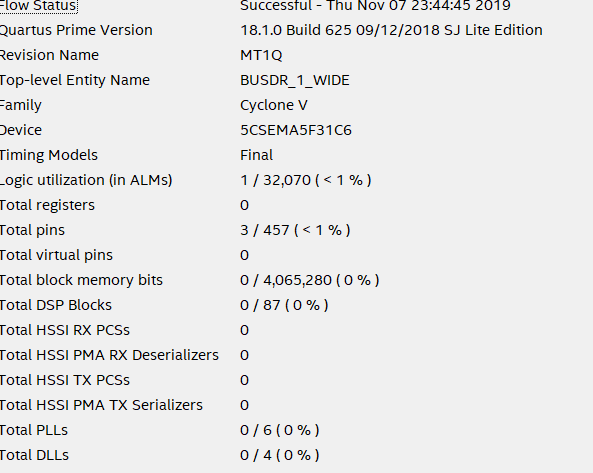 Flow Status Successful - Thu Nov 07 23:44:45 2019
Quartus Prime Version 18.1.0 Build 625 09/12/2018 SJ Lite Edition
Revision Name MT1Q
Top-level Entity Name BUSDR_1_WIDE
Family Cyclone V
Device 5CSEMA5F31C6
Timing Models Final
Logic utilization (in ALMs) 1 / 32,070 ( < 1 % )
Total registers 0
Total pins 3 / 457 ( < 1 % )
Total virtual pins 0
Total block memory bits 0 / 4,065,280 ( 0 % )
Total DSP Blocks 0 / 87 ( 0 % )
Total HSSI RX PCSs 0
Total HSSI PMA RX Deserializers 0
Total HSSI TX PCSs 0
Total HSSI PMA TX Serializers 0
Total PLLs 0 / 6 ( 0 % )
Total DLLs 0 / 4 ( 0 % )